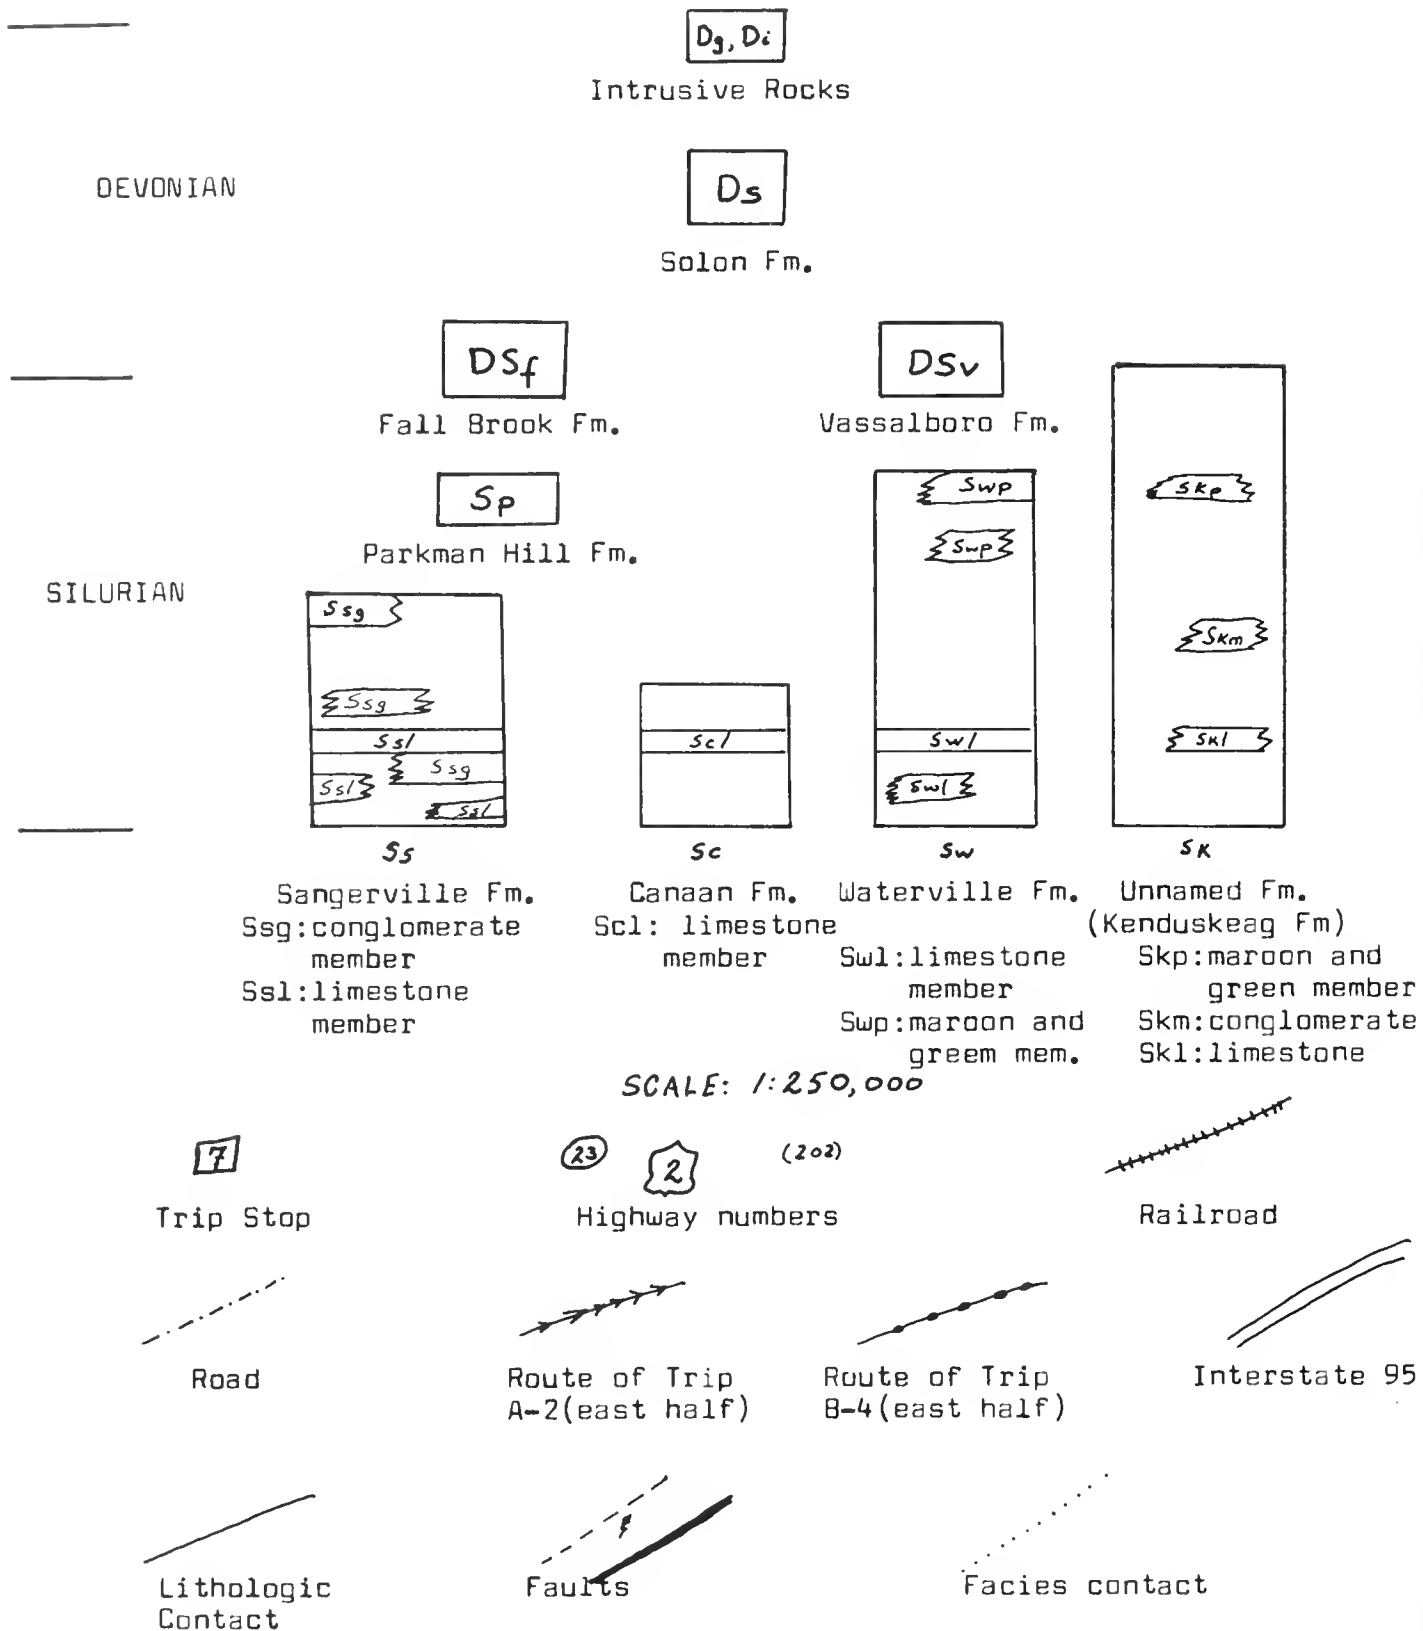 Dg, Di
Intrusive Rocks
DEVONIAN
Ds
Solon Fm.
DSf
Fall Brook Fm.
DSv
Vassalboro Fm.
Sp
Parkman Hill Fm.
SILURIAN
Ssg
Ssg
Ssl
Ssg
Ssl
Ssl
Ss
Sangerville Fm.
Ssg:conglomerate
member
Ssl:limestone
member
Scl
Sc
Canaan Fm.
Scl: limestone
member
Swp
Swp
Swl
Swl
Sw
Waterville Fm.
Swl:limestone
member
Swp:maroon and
greem mem.
Skp
Skm
Skl
SK
Unnamed Fm.
(Kenduskeag Fm)
Skp:maroon and
green member
Skm:conglomerate
Skl:limestone
SCALE: 1:250,000
7
Trip Stop
23
2
(202)
Highway numbers
Railroad
Road
Route of Trip
A-2(east half)
Route of Trip
B-4(east half)
Interstate 95
Lithologic
Contact
Faults
Facies contact